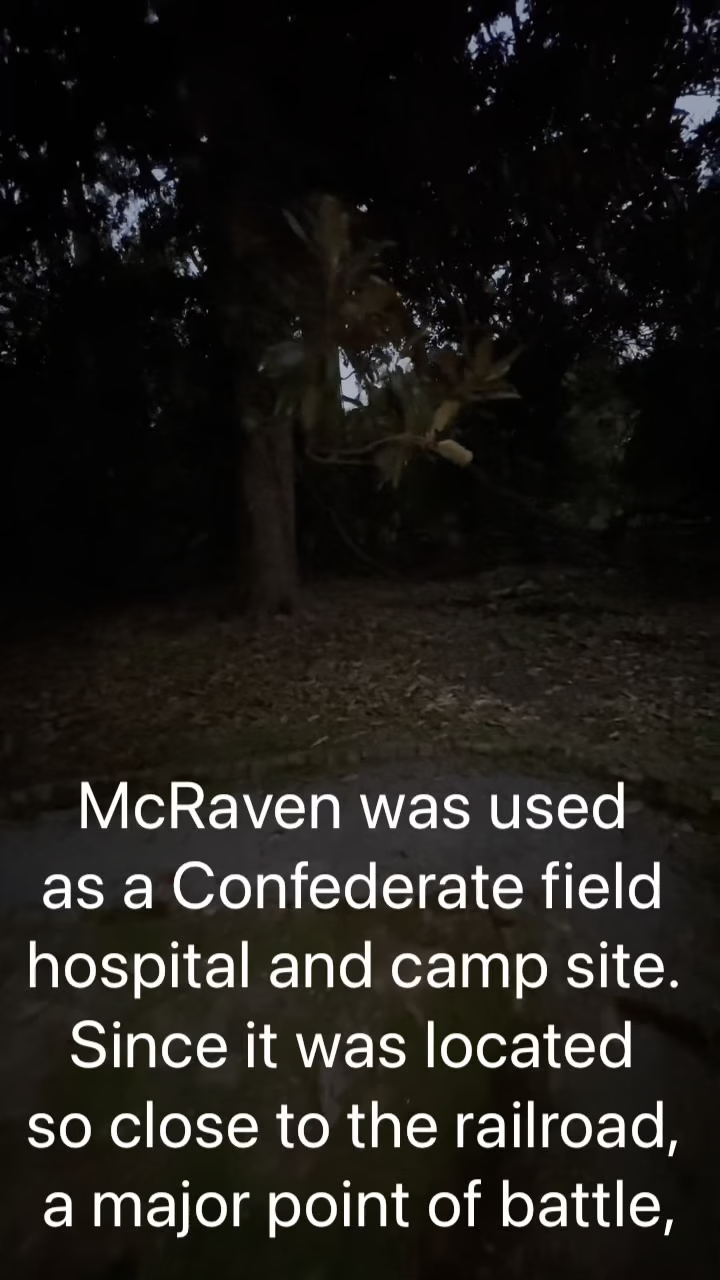 McRaven was used
as a Confederate field
hospital and camp site.
Since it was located
so close to the railroad,
a major point of battle,